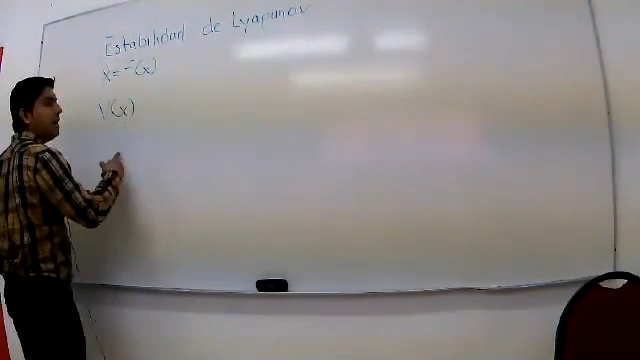 Estabilidad de Lyapunov
ẋ = f(x)
V(x)